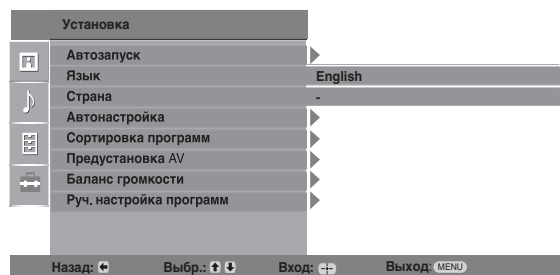 Установка
Автозапуск
Язык English
Страна -
Автонастройка
Сортировка программ
Предустановка AV
Баланс громкости
Руч. настройка программ
Назад: Выбр.: Вход: Выход: MENU